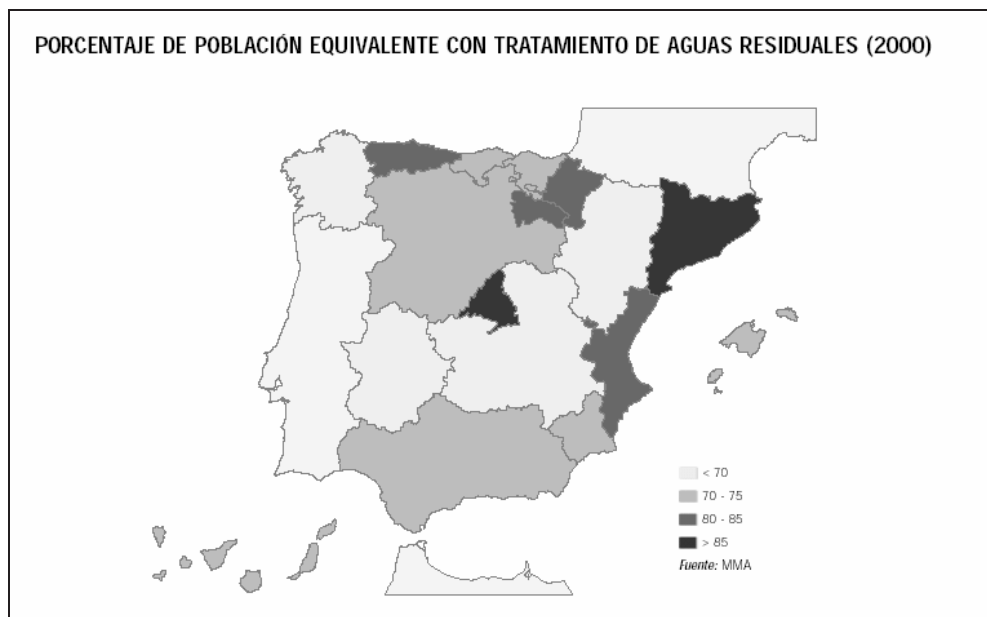 PORCENTAJE DE POBLACIÓN EQUIVALENTE CON TRATAMIENTO DE AGUAS RESIDUALES (2000)
< 70
70 - 75
80 - 85
> 85
Fuente: MMA